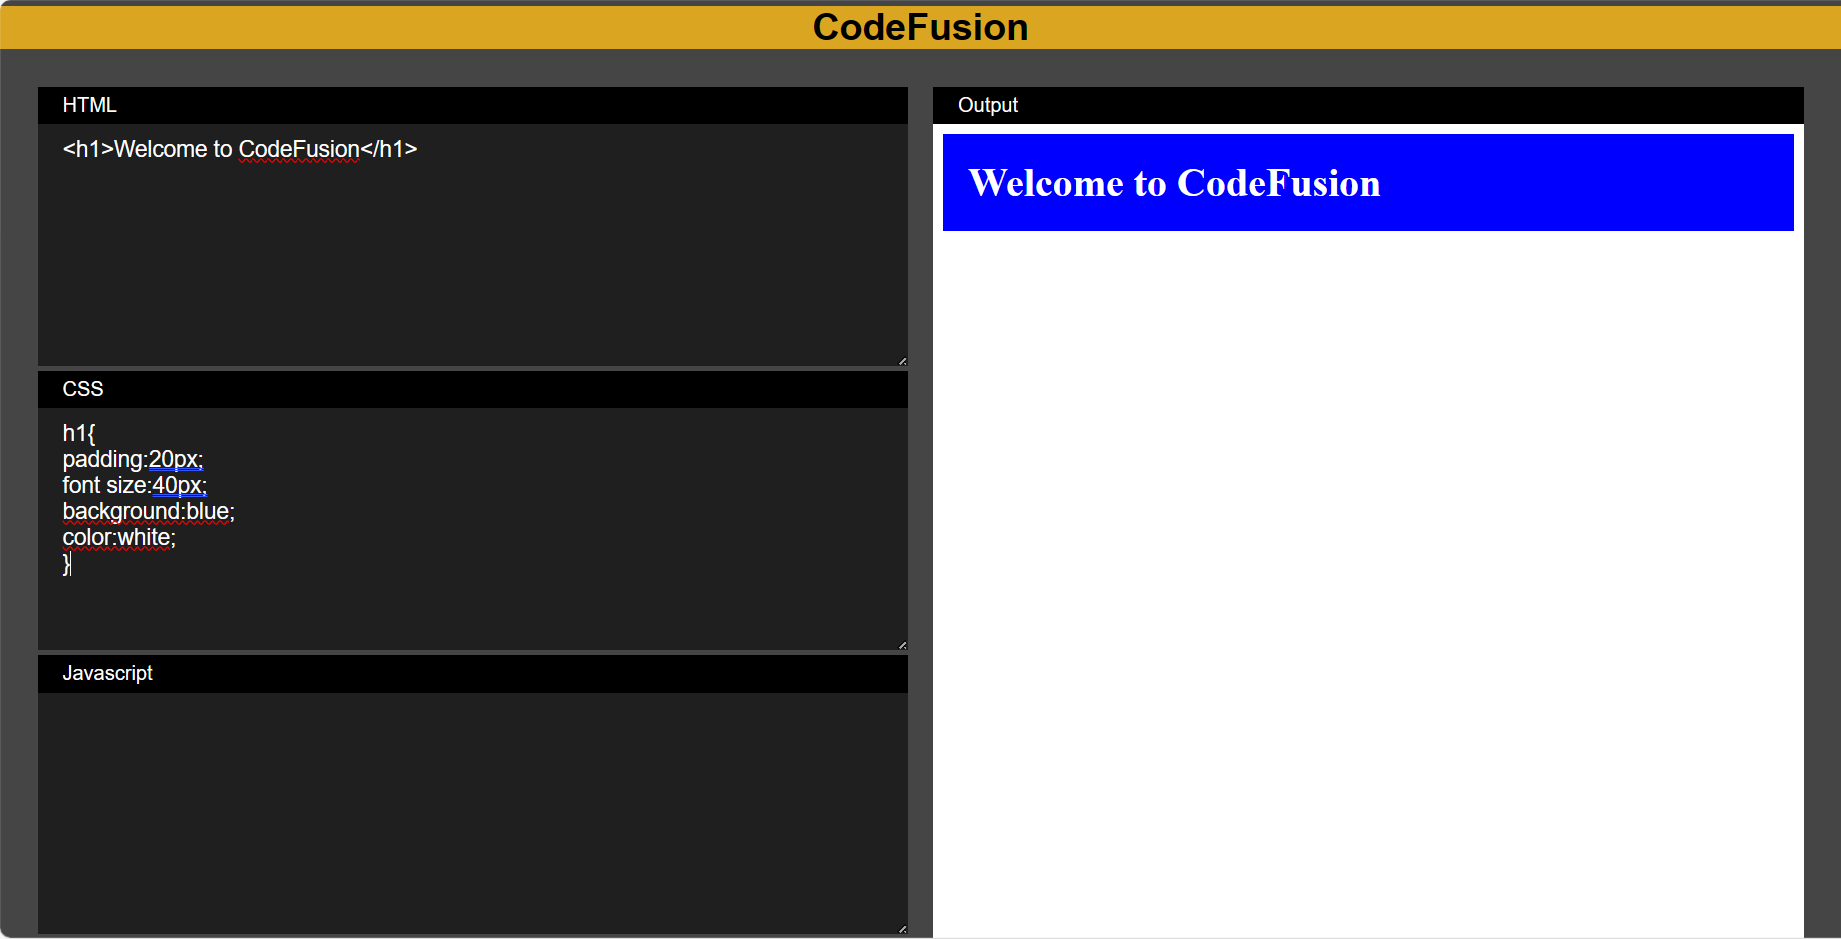 CodeFusion
HTML
<h1>Welcome to CodeFusion</h1>
CSS
h1{
padding:20px;
font size:40px;
background:blue;
color:white;
}
Javascript
Output
Welcome to CodeFusion